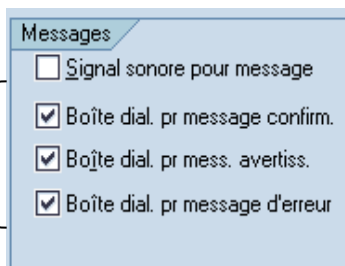 Messages
Signal sonore pour message
Boîte dial. pr message confirm.
Boîte dial. pr mess. avertiss.
Boîte dial. pr message d'erreur